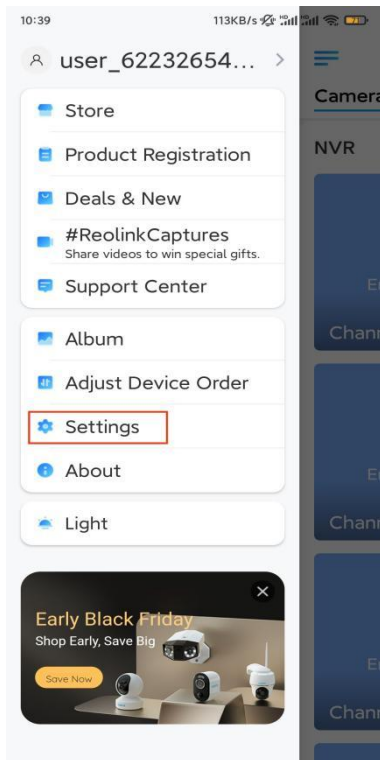 10:39
113KB/s
user_62232654...
Store
Product Registration
Deals & New
#ReolinkCaptures
Share videos to win special gifts.
Support Center
Album
Adjust Device Order
Settings
About
Light
Early Black Friday
Shop Early, Save Big
Save Now
Camera
NVR
Chann
Chann
Chann